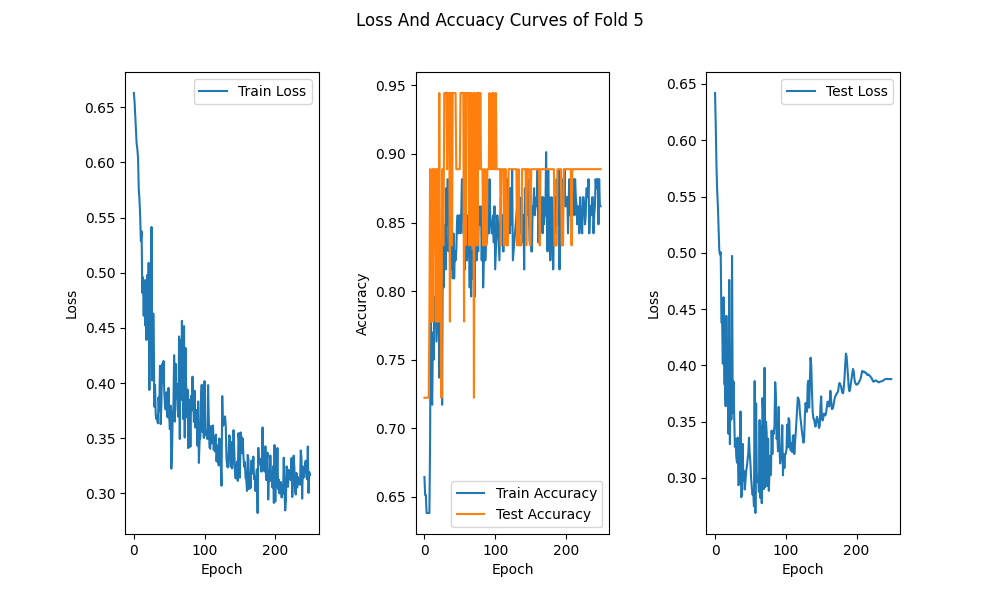 Loss And Accuacy Curves of Fold 5
Train Loss
0.65
0.60
0.55
0.50
0.45
0.40
0.35
0.30
Loss
0
100
200
Epoch
0.95
0.90
0.85
0.80
0.75
0.70
0.65
Accuracy
Train Accuracy
Test Accuracy
0
100
200
Epoch
Test Loss
0.65
0.60
0.55
0.50
0.45
0.40
0.35
0.30
Loss
0
100
200
Epoch